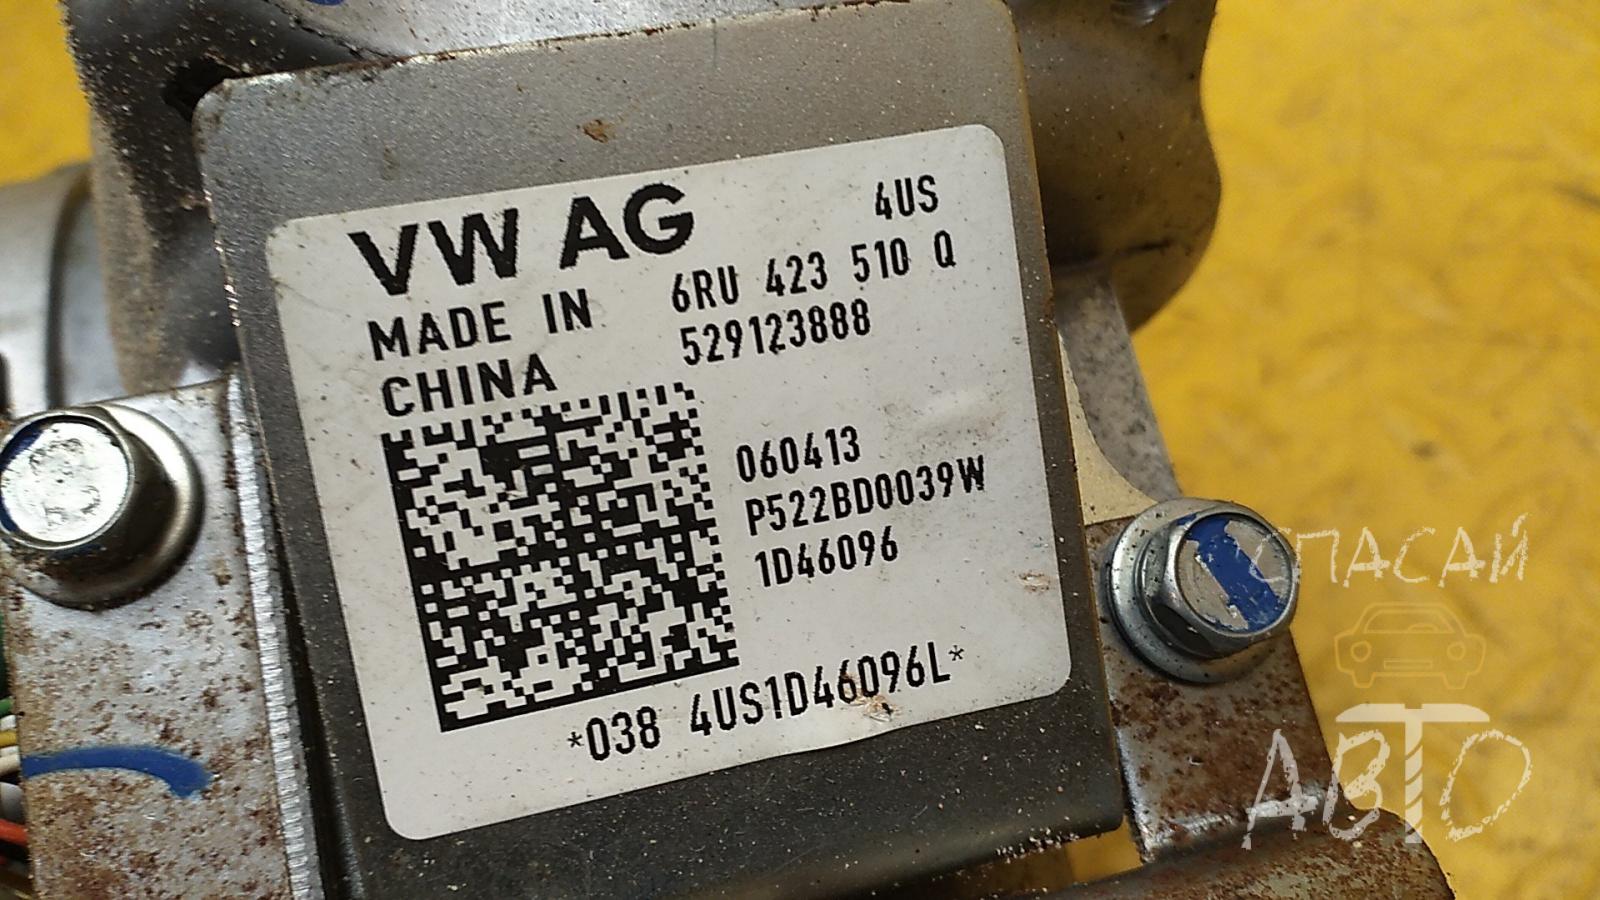 VW AG
4US
MADE IN
CHINA
6RU 423 510 Q
529123888
060413
P522BD0039W
1D46096
*038 4US1D46096L*
СПАСАЙ
АВТО